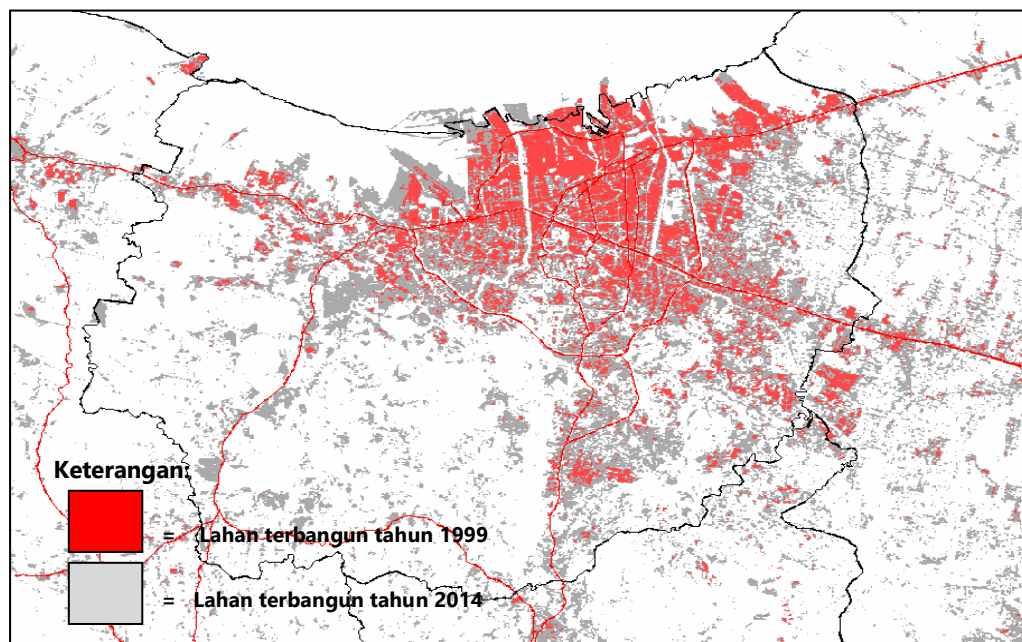 Keterangan:
= Lahan terbangun tahun 1999
= Lahan terbangun tahun 2014